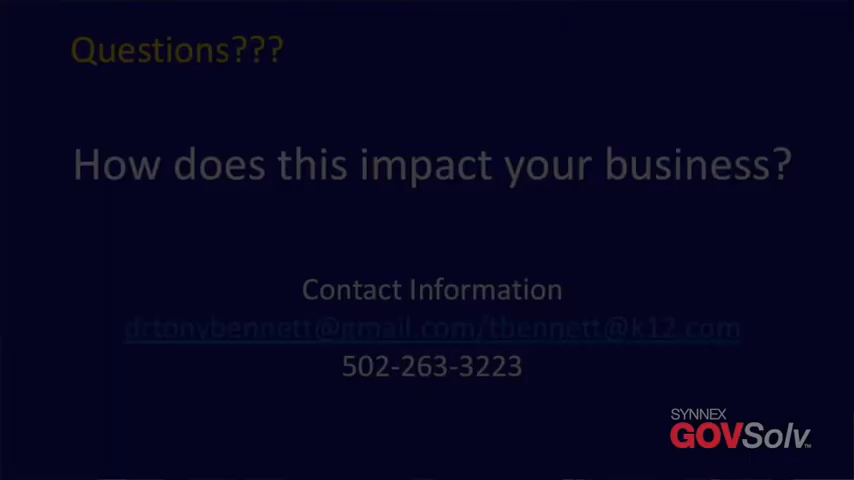 Questions???
How does this impact your business?
Contact Information
drtonybennett@gmail.com/tbennett@k12.com
502-263-3223
SYNNEX
GOVSolv™